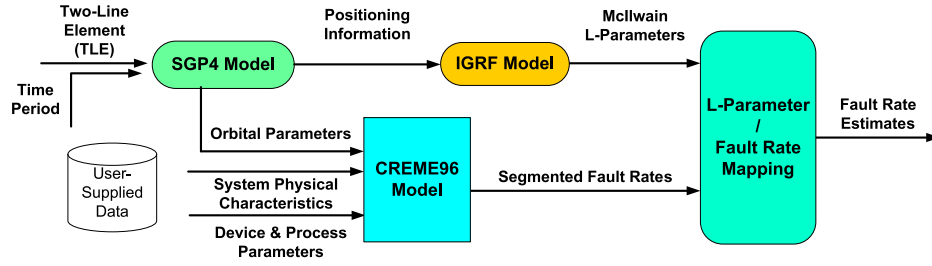 Two-Line
Element
(TLE)
Time
Period
SGP4 Model
Positioning
Information
IGRF Model
McIlwain
L-Parameters
L-Parameter
/
Fault Rate
Mapping
Fault Rate
Estimates
Orbital Parameters
User-
Supplied
Data
System Physical
Characteristics
Device & Process
Parameters
CREME96
Model
Segmented Fault Rates